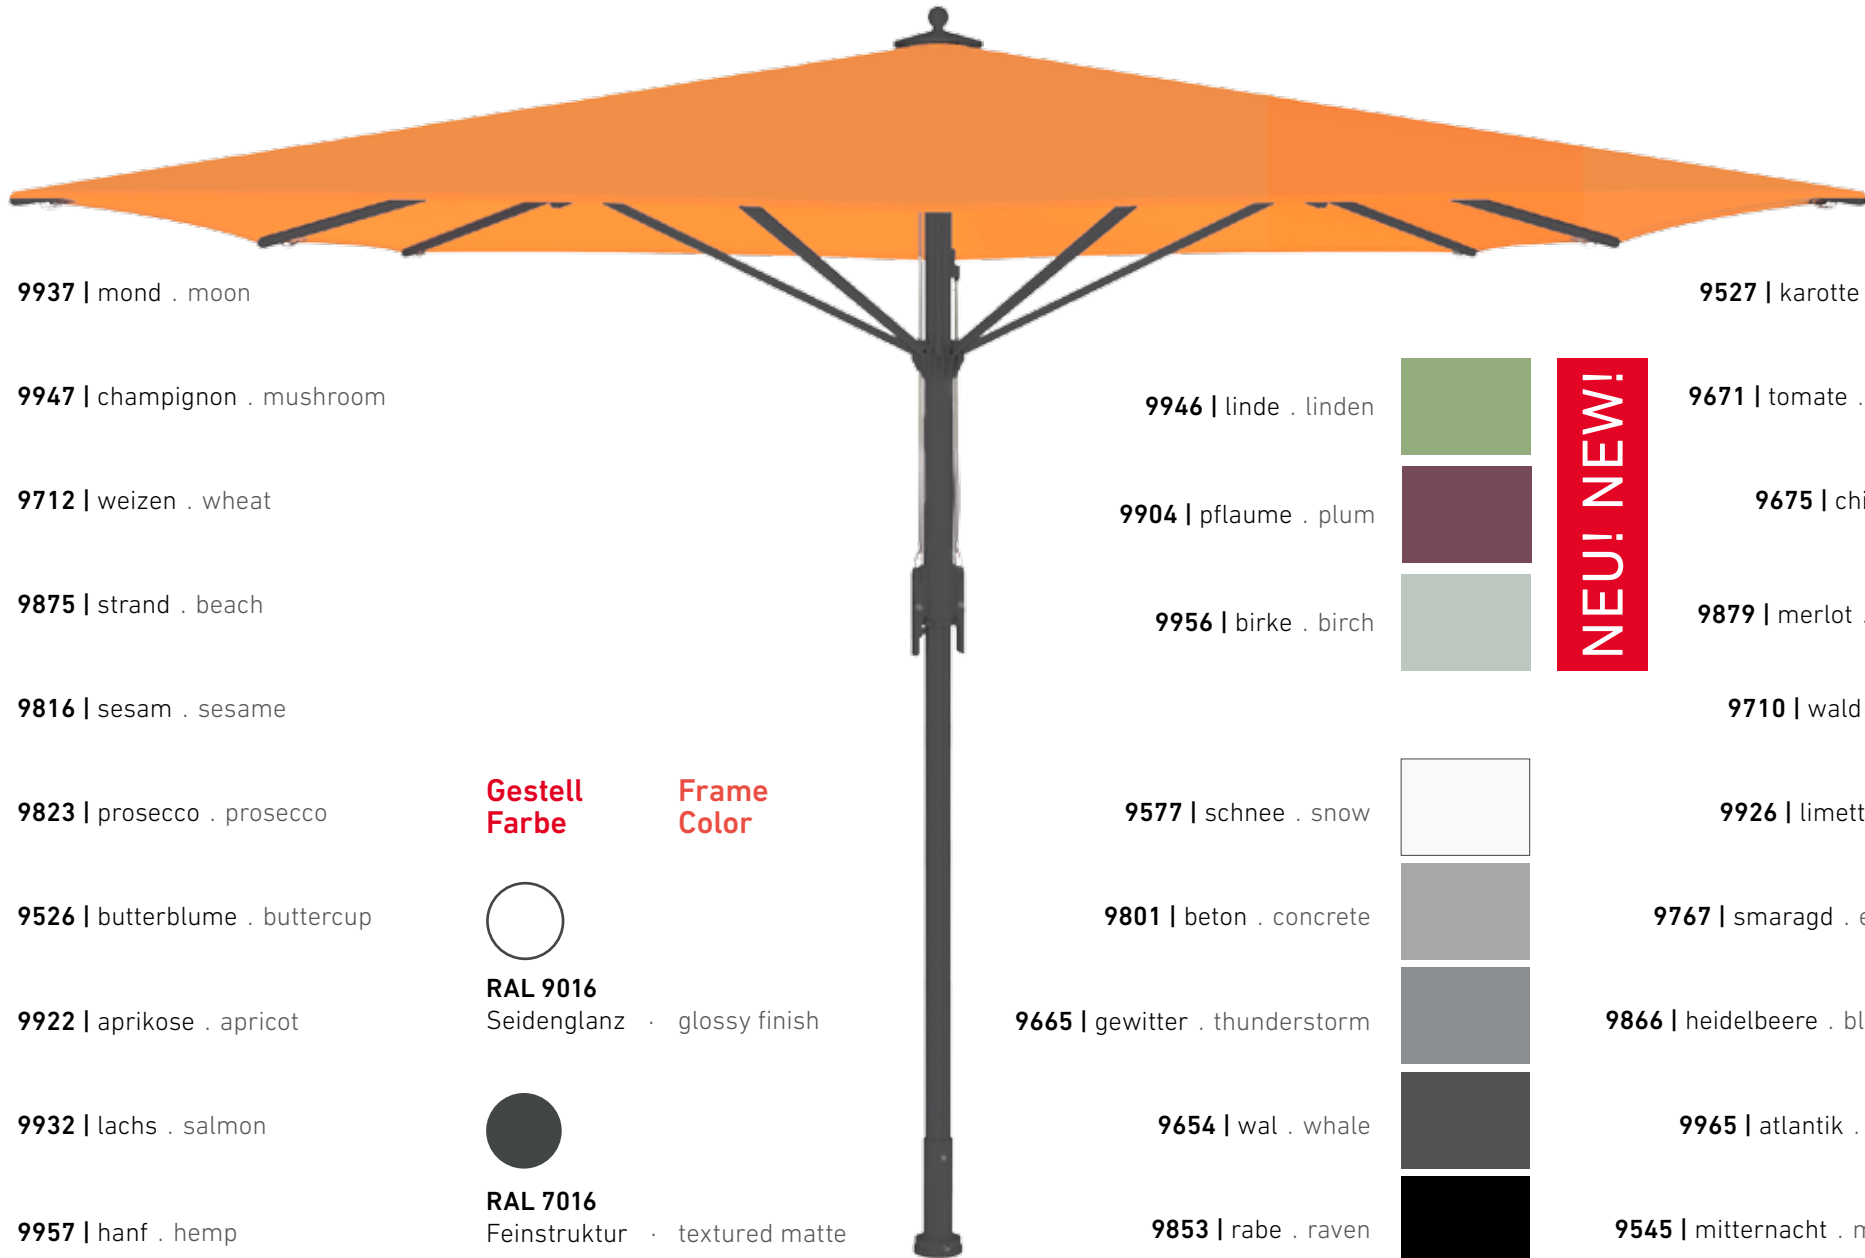 9937 | mond . moon
9947 | champignon . mushroom
9712 | weizen . wheat
9875 | strand . beach
9816 | sesam . sesame
9823 | prosecco . prosecco
9526 | butterblume . buttercup
9922 | aprikose . apricot
9932 | lachs . salmon
9957 | hanf . hemp
Gestell
Farbe
Frame
Color
RAL 9016
Seidenglanz · glossy finish
RAL 7016
Feinstruktur · textured matte
9946 | linde . linden
9904 | pflaume . plum
9956 | birke . birch
NEU! NEW!
9577 | schnee . snow
9801 | beton . concrete
9665 | gewitter . thunderstorm
9654 | wal . whale
9853 | rabe . raven
9527 | karotte
9671 | tomate .
9675 |
9879 | merlot .
9710 | wald
9926 |
9767 | smaragd .
9866 | heidelbeere .
9965 | atlantik .
9545 | mitternacht .